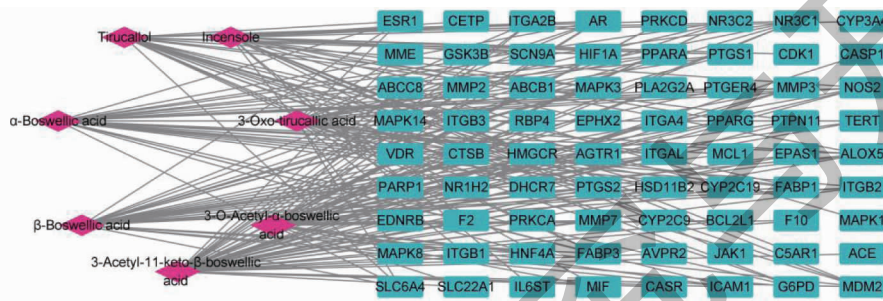 Tirucallol
Incensole
α-Boswellic acid
3-Oxo-tirucallic acid
β-Boswellic acid
3-O-Acetyl-α-boswellic
acid
3-Acetyl-11-keto-β-boswellic
acid
ESR1 CETP ITGA2B AR PRKCD NR3C2 NR3C1 CYP3A4
MME GSK3B SCN9A HIF1A PPARA PTGS1 CDK1 CASP1
ABCC8 MMP2 ABCB1 MAPK3 PLA2G2A PTGER4 MMP3 NOS2
MAPK14 ITGB3 RBP4 EPHX2 ITGA4 PPARG PTPN11 TERT
VDR CTSB HMGCR AGTR1 ITGAL MCL1 EPAS1 ALOX5
PARP1 NR1H2 DHCR7 PTGS2 HSD11B2 CYP2C19 FABP1 ITGB2
EDNRB F2 PRKCA MMP7 CYP2C9 BCL2L1 F10 MAPK1
MAPK8 ITGB1 HNF4A FABP3 AVPR2 JAK1 C5AR1 ACE
SLC6A4 SLC22A1 IL6ST MIF CASR ICAM1 G6PD MDM2